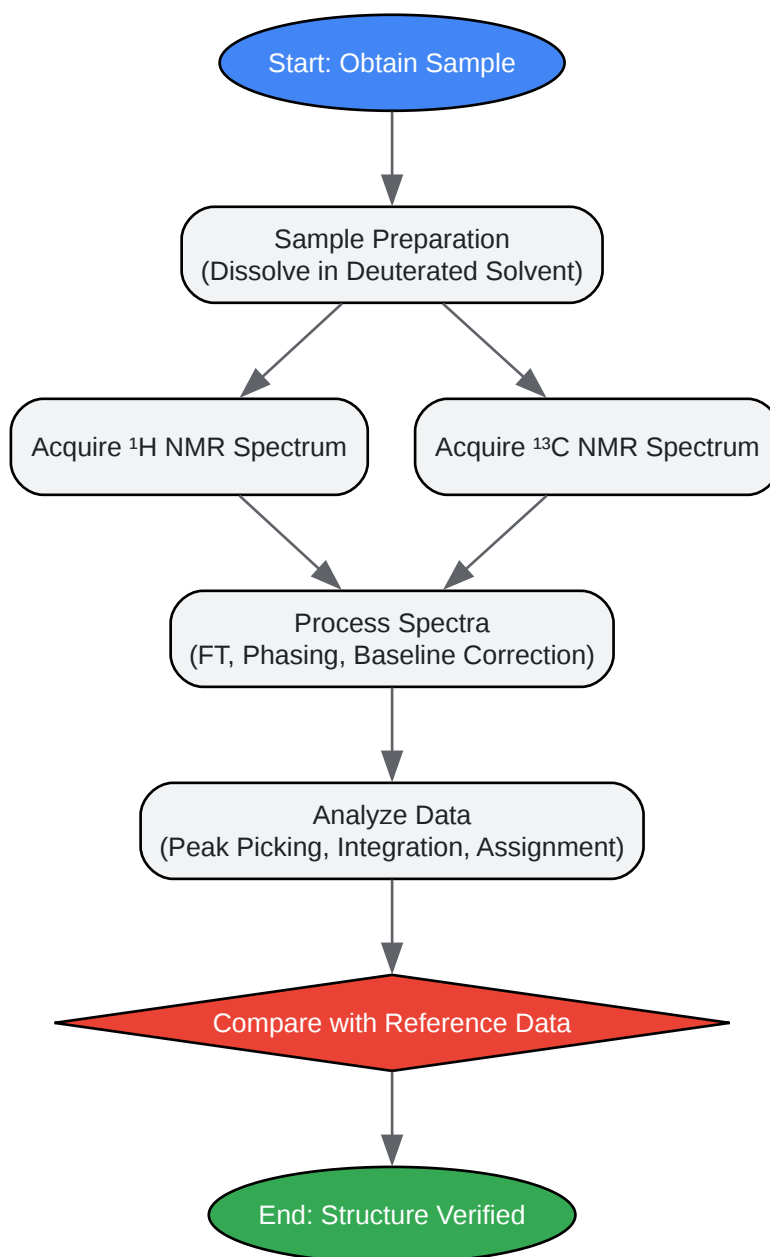 Start: Obtain Sample
Sample Preparation
(Dissolve in Deuterated Solvent)
Acquire ¹H NMR Spectrum
Acquire ¹³C NMR Spectrum
Process Spectra
(FT, Phasing, Baseline Correction)
Analyze Data
(Peak Picking, Integration, Assignment)
Compare with Reference Data
End: Structure Verified